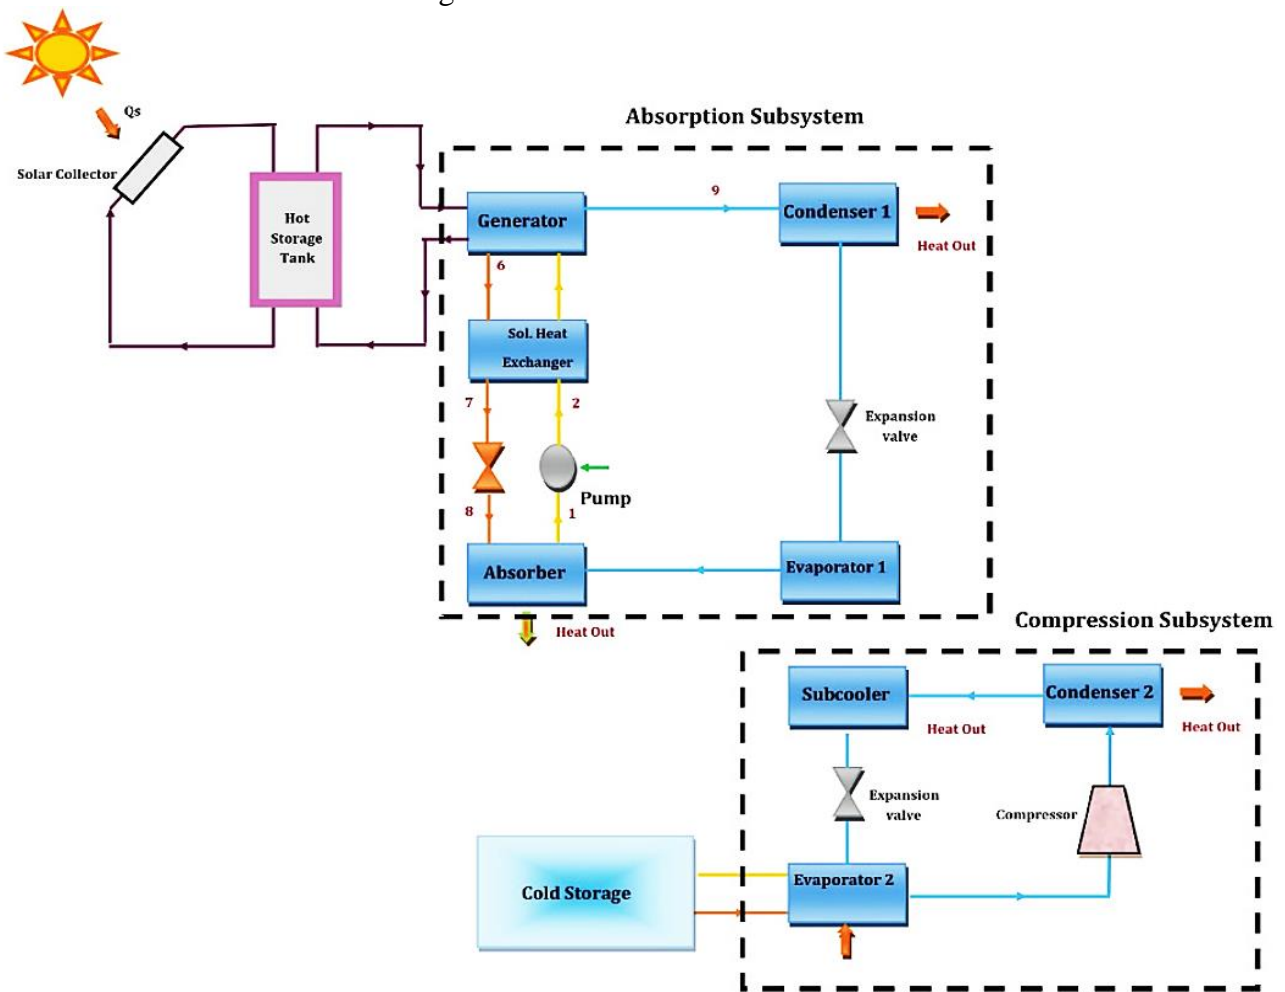 Absorption Subsystem
Qs
Solar Collector
Hot
Storage
Tank
Generator
9
Condenser 1
Heat Out
6
Sol. Heat
Exchanger
7
2
Expansion
valve
Pump
8
1
Absorber
Evaporator 1
Heat Out
Compression Subsystem
Subcooler
Condenser 2
Heat Out
Heat Out
Expansion
valve
Compressor
Cold Storage
Evaporator 2